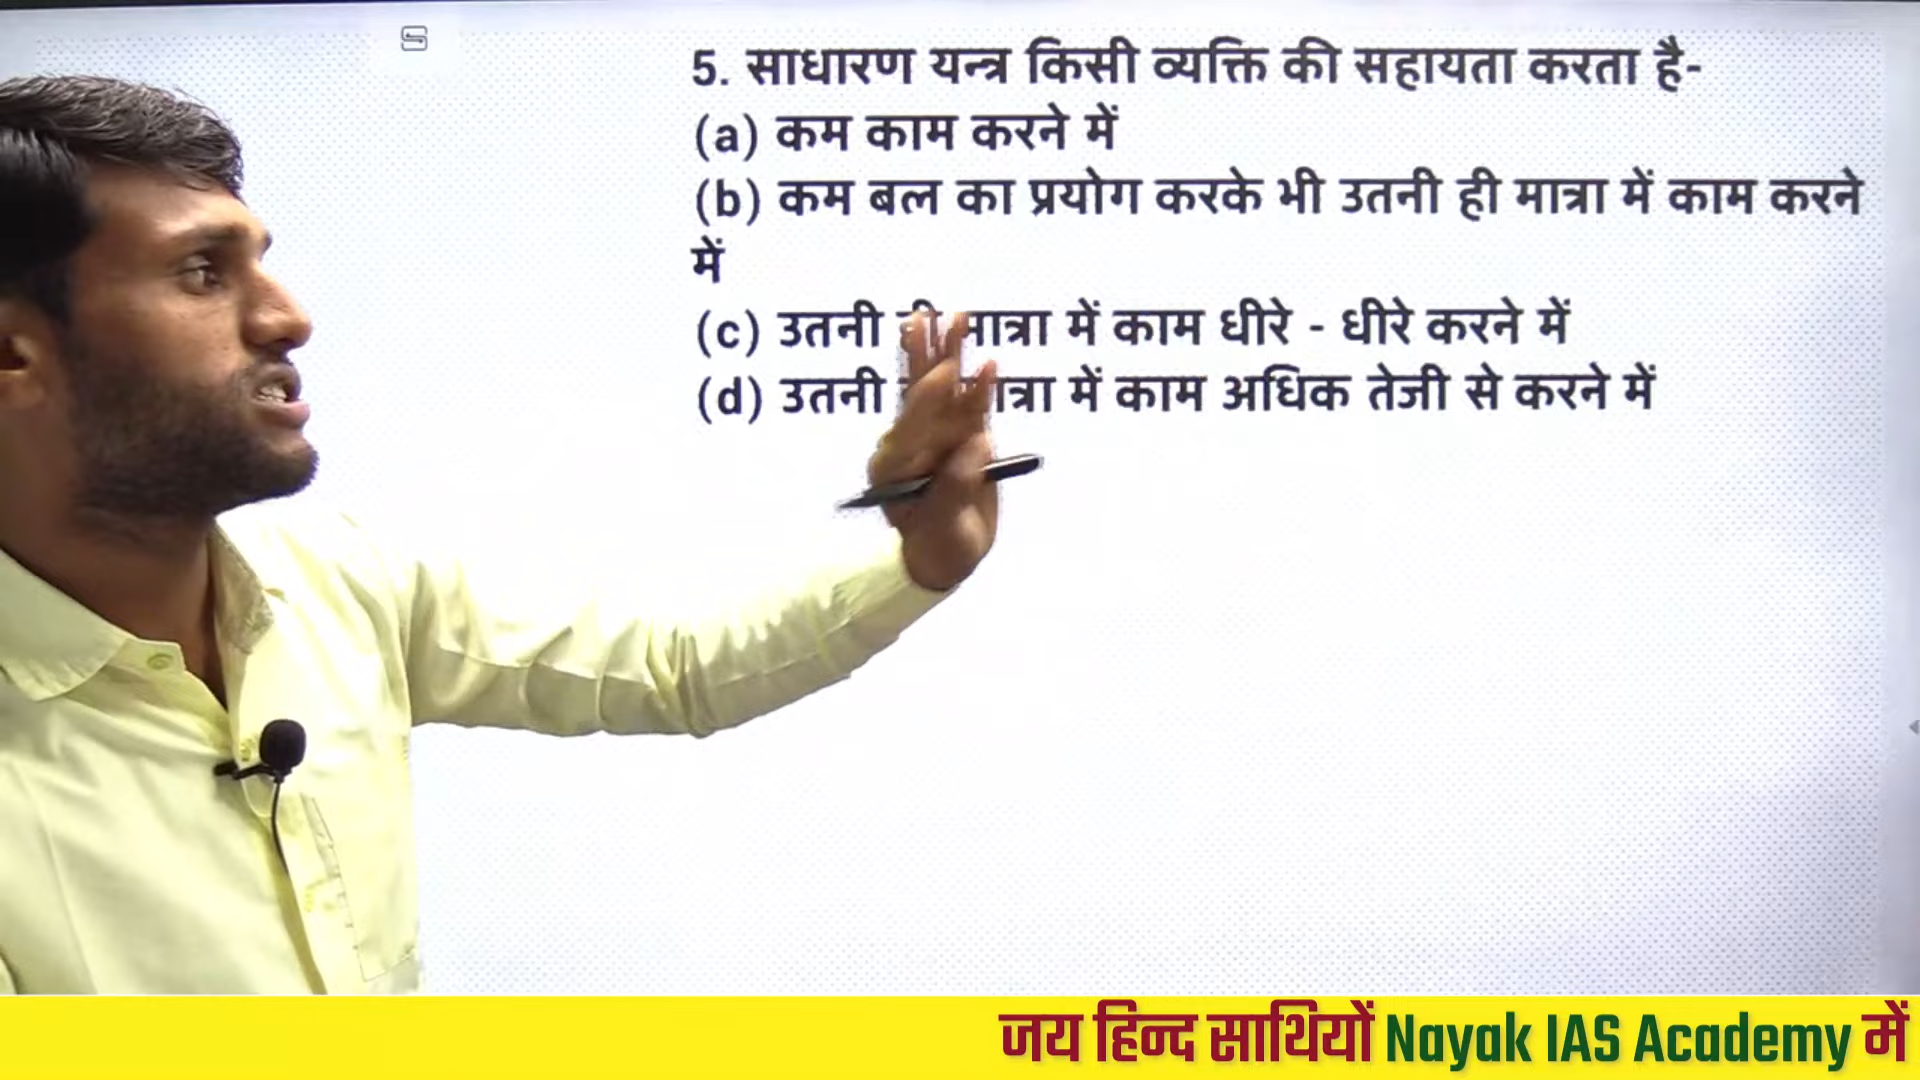 5. साधारण यन्त्र किसी व्यक्ति की सहायता करता है-
(a) कम काम करने में
(b) कम बल का प्रयोग करके भी उतनी ही मात्रा में काम करने
में
(c) उतनी ही मात्रा में काम धीरे - धीरे करने में
(d) उतनी मात्रा में काम अधिक तेजी से करने में
जय हिन्द साथियों Nayak IAS Academy में